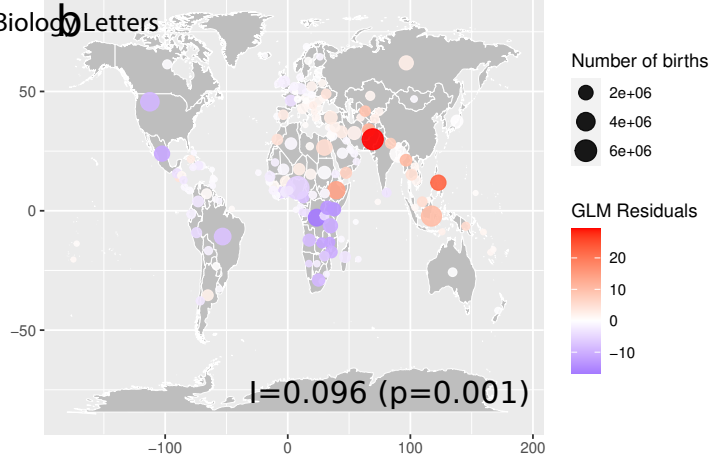 Biology Letters
b
Number of births
2e+06
4e+06
6e+06
GLM Residuals
20
10
0
−10
50
0
−50
I=0.096 (p=0.001)
−100
0
100
200